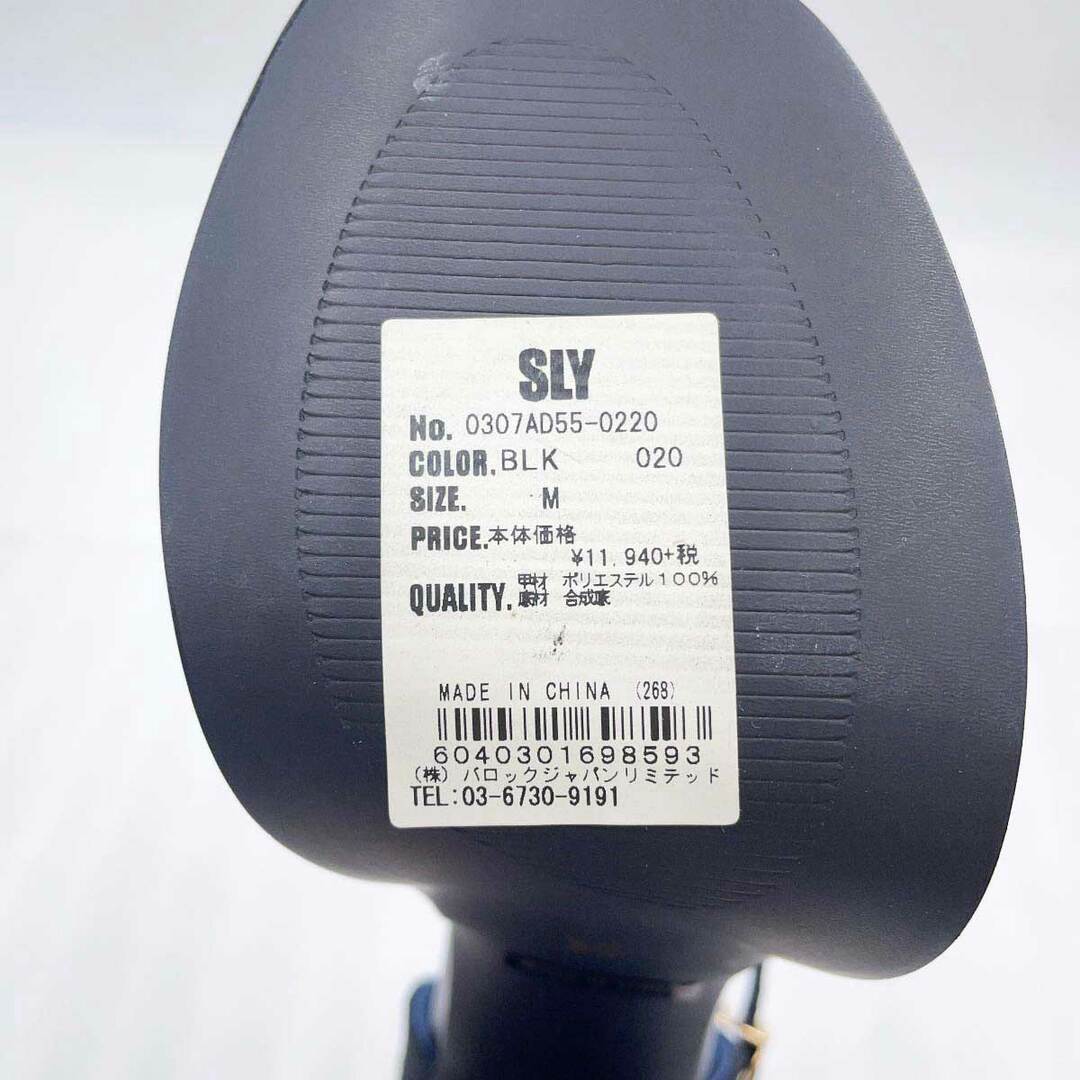 SLY
No. 0307AD55-0220
COLOR. BLK 020
SIZE. M
PRICE. 本体価格
¥11,940+税
QUALITY. 甲材 ポリエステル100%
底材 合成底
MADE IN CHINA (268)
6040301698593
(株)バロックジャパンリミテッド
TEL:03-6730-9191